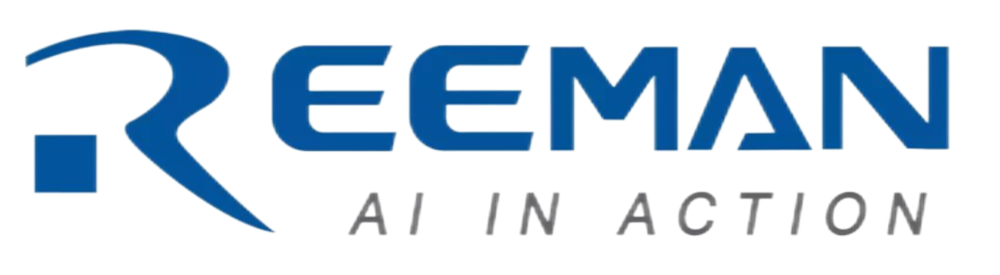 REEMAN
AI IN ACTION